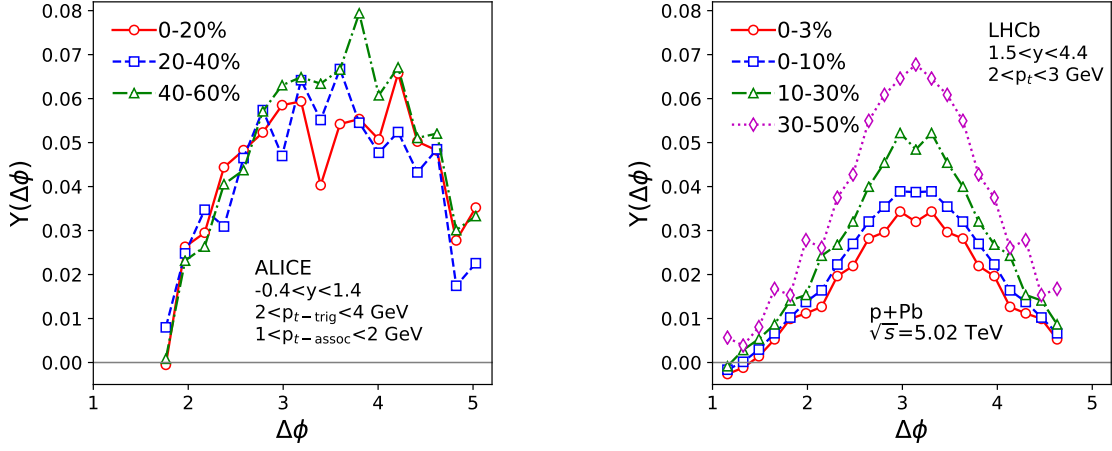 0.08
0.07
0.06
0.05
0.04
0.03
0.02
0.01
0.00
Y(Δϕ)
0-20%
20-40%
40-60%
ALICE
-0.4<y<1.4
2<p_{t-trig}<4 GeV
1<p_{t-assoc}<2 GeV
1 2 3 4 5
Δϕ
0.08
0.07
0.06
0.05
0.04
0.03
0.02
0.01
0.00
Y(Δϕ)
0-3%
0-10%
10-30%
30-50%
LHCb
1.5<y<4.4
2<p_t<3 GeV
p+Pb
√s=5.02 TeV
1 2 3 4 5
Δϕ